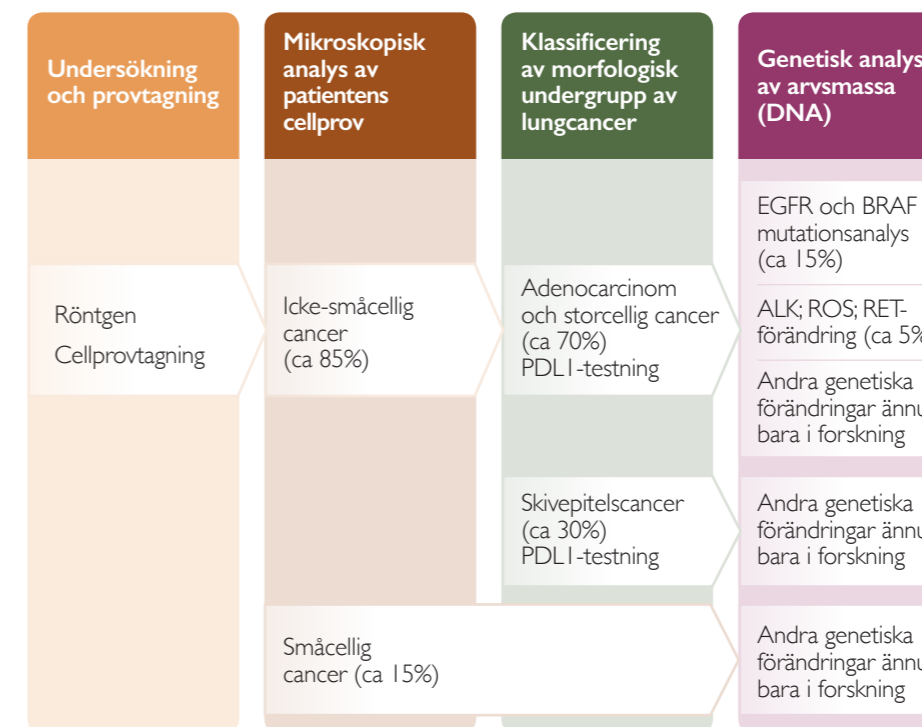 Undersökning
och provtagning
Mikroskopisk
analys av
patientens
cellprov
Klassificering
av morfologisk
undergrupp av
lungcancer
Genetisk analys
av arvsmassa
(DNA)
Röntgen
Cellprovtagning
Icke-småcellig
cancer
(ca 85%)
Adenocarcinom
och storcellig cancer
(ca 70%)
PDL1-testning
EGFR och BRAF
mutationsanalys
(ca 15%)
ALK; ROS; RET-
förändring (ca 5%
Andra genetiska
förändringar ännu
bara i forskning
Skivepitelscancer
(ca 30%)
PDL1-testning
Andra genetiska
förändringar ännu
bara i forskning
Småcellig
cancer (ca 15%)
Andra genetiska
förändringar ännu
bara i forskning